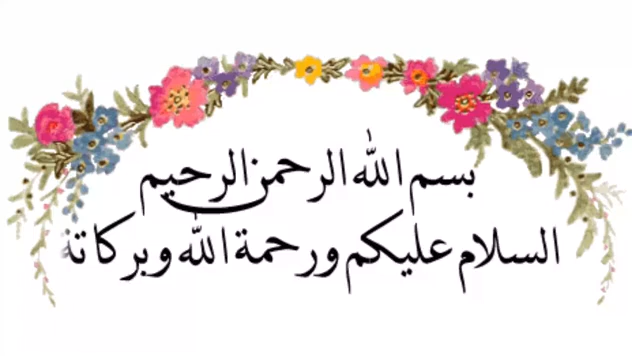 بسم الله الرحمن الرحيم
السلام عليكم ورحمة الله وبركاته